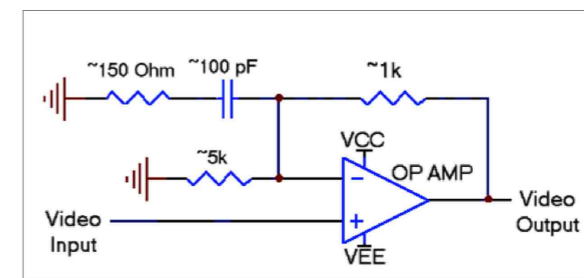 ~150 Ohm
~100 pF
~1k
VCC
~5k
OP AMP
−
+
Video
Input
Video
Output
VEE